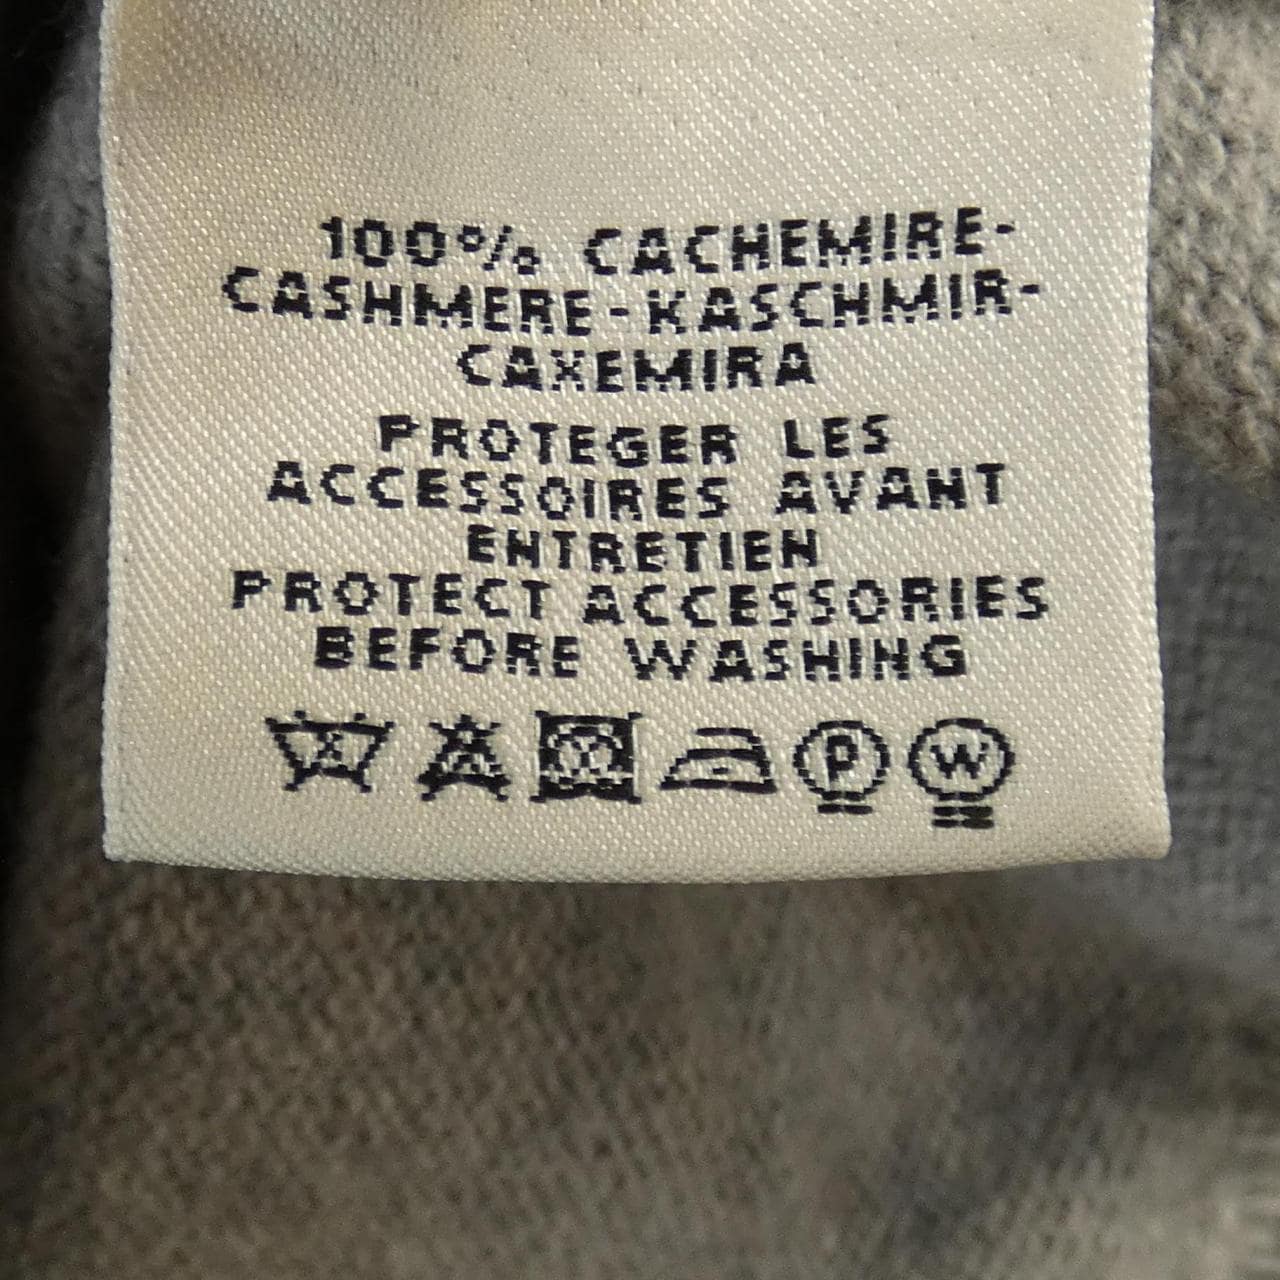 100% CACHEMIRE-
CASHMERE-KASCHMIR-
CAXEMIRA
PROTEGER LES
ACCESSOIRES AVANT
ENTRETIEN
PROTECT ACCESSORIES
BEFORE WASHING
P W